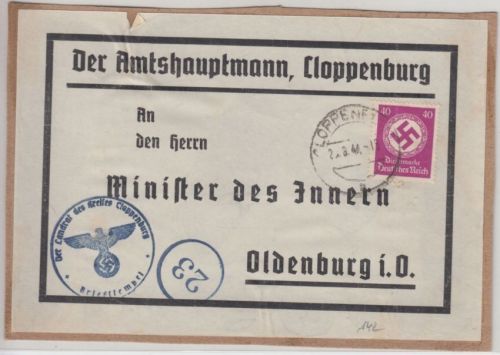 Der Amtshauptmann, Cloppenburg
An
den Herrn
Minister des Innern
Oldenburg i.O.
40 40
Dienstmarke
Deutsches Reich
Der Landrat des Kreises Cloppenburg
Briefstempel
23